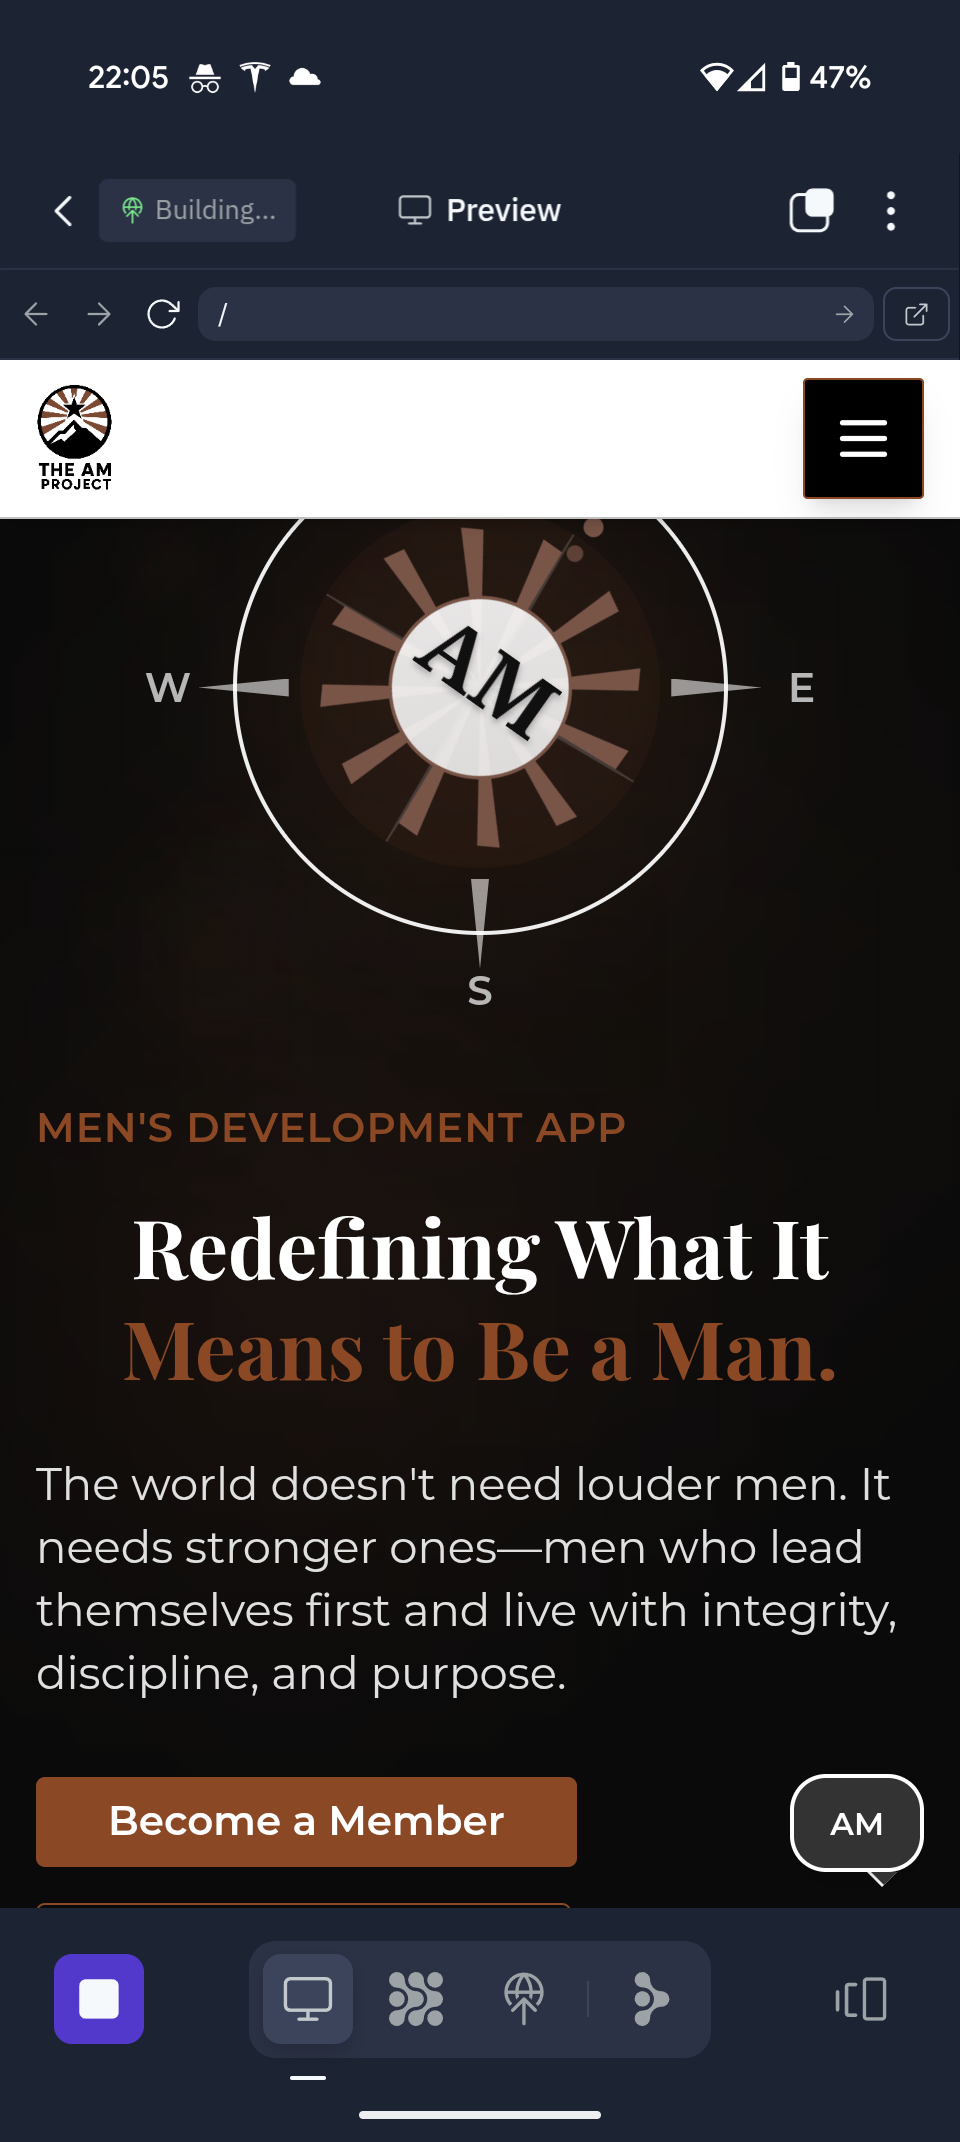 22:05
47%
Building...
Preview
/
THE AM
PROJECT
AM
W
E
S
MEN'S DEVELOPMENT APP
Redefining What It
Means to Be a Man.
The world doesn't need louder men. It
needs stronger ones—men who lead
themselves first and live with integrity,
discipline, and purpose.
Become a Member
AM